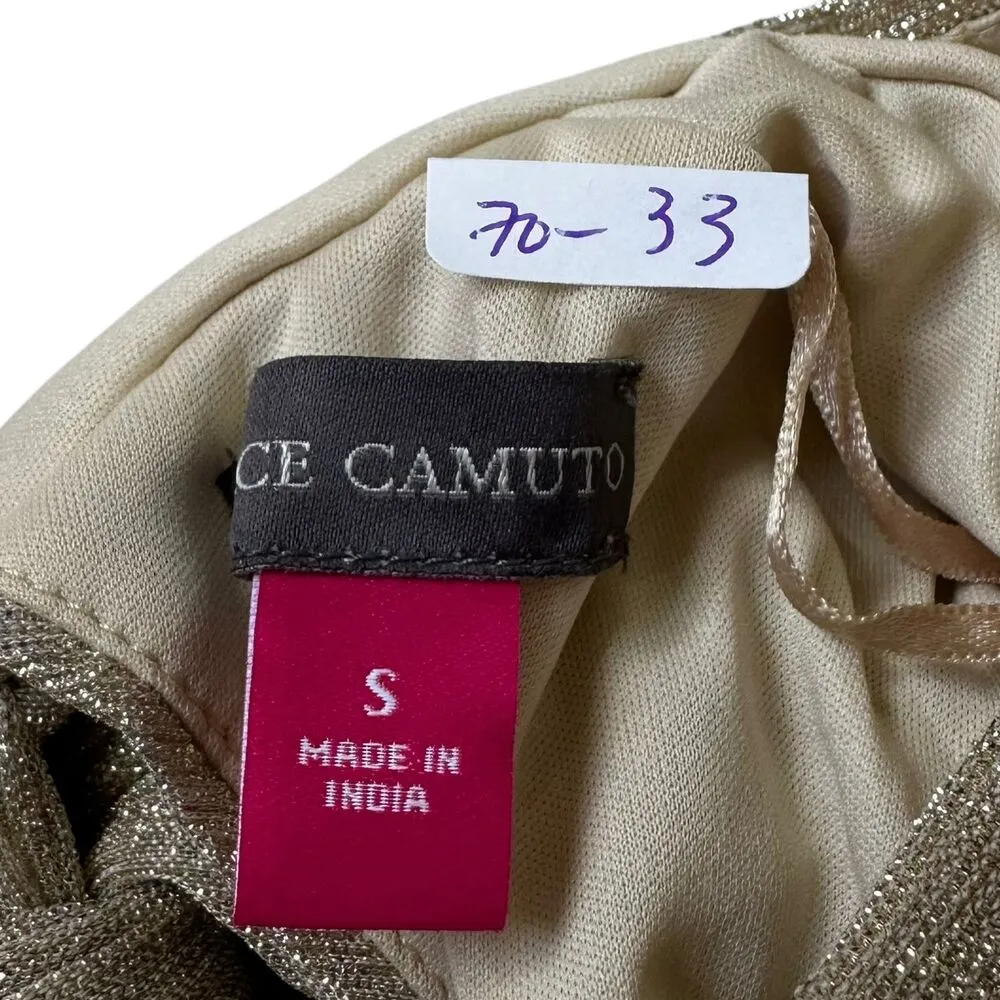 70-33
CE CAMUTO
S
MADE IN
INDIA